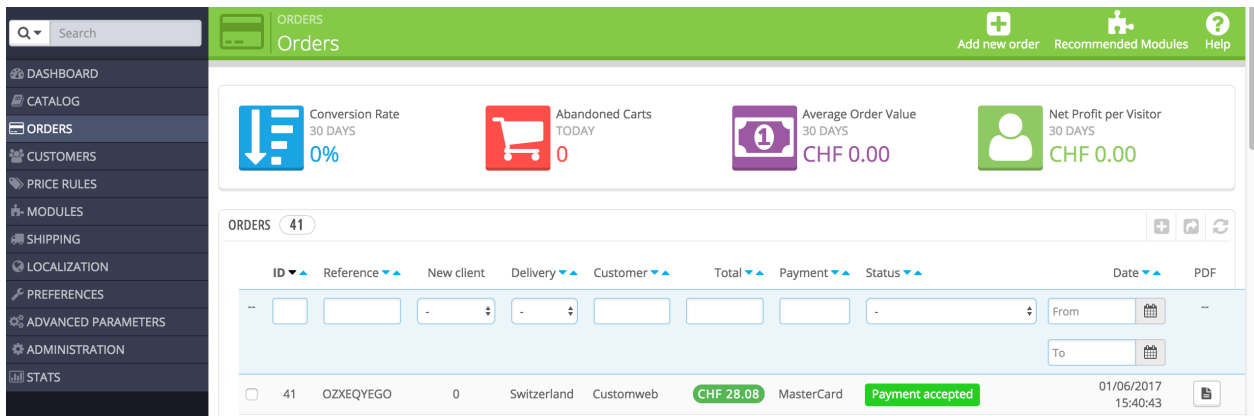 Search
ORDERS
Orders
Add new order
Recommended Modules
Help
DASHBOARD
CATALOG
ORDERS
CUSTOMERS
PRICE RULES
MODULES
SHIPPING
LOCALIZATION
PREFERENCES
ADVANCED PARAMETERS
ADMINISTRATION
STATS
Conversion Rate
30 DAYS
0%
Abandoned Carts
TODAY
0
1
Average Order Value
30 DAYS
CHF 0.00
Net Profit per Visitor
30 DAYS
CHF 0.00
ORDERS 41
ID Reference New client Delivery Customer Total Payment Status Date PDF
-- - - - From --
To
41 OZXEQYEGO 0 Switzerland Customweb CHF 28.08 MasterCard Payment accepted 01/06/2017
15:40:43